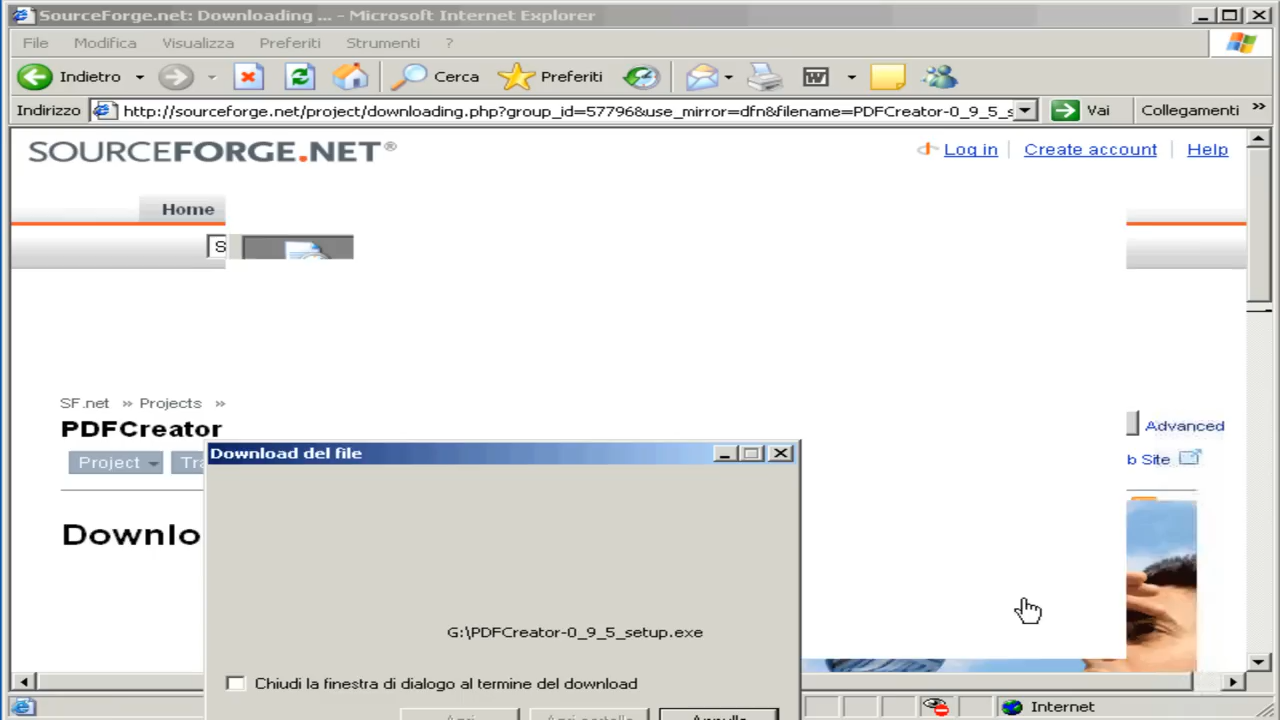 SourceForge.net: Downloading ... - Microsoft Internet Explorer
File Modifica Visualizza Preferiti Strumenti ?
Indietro Cerca Preferiti
Indirizzo http://sourceforge.net/project/downloading.php?group_id=57796&use_mirror=dfn&filename=PDFCreator-0_9_5_s Vai Collegamenti »
SOURCEFORGE.NET® Log in Create account Help
Home
S
SF.net » Projects »
PDFCreator Advanced
Project Tra b Site
Download del file
Downlo
G:\PDFCreator-0_9_5_setup.exe
Chiudi la finestra di dialogo al termine del download
Annulla
Internet